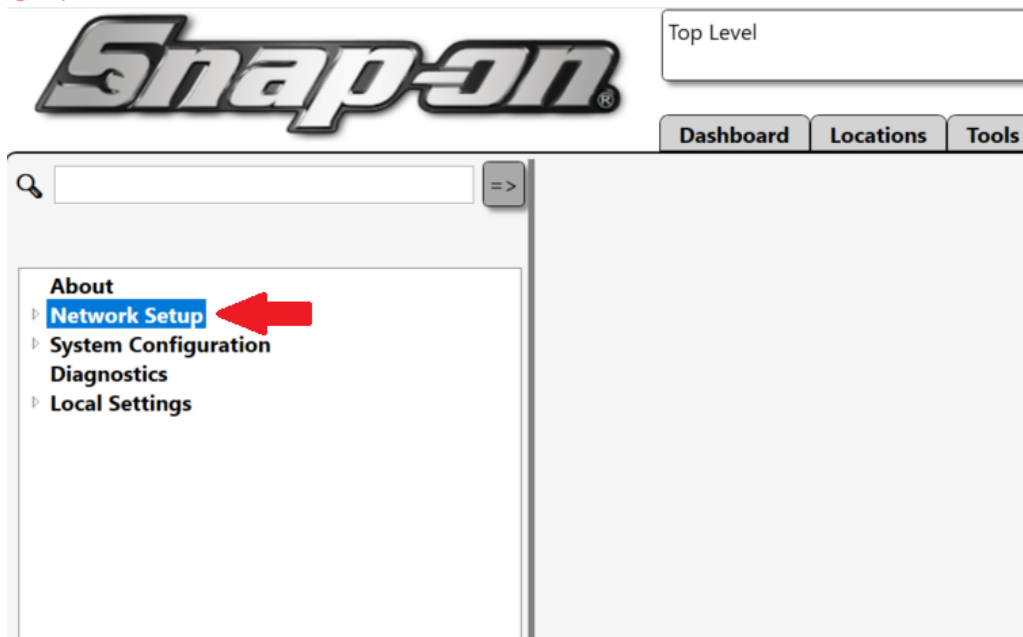 Snap-on®
Top Level
Dashboard Locations Tools
=>
About
Network Setup
System Configuration
Diagnostics
Local Settings